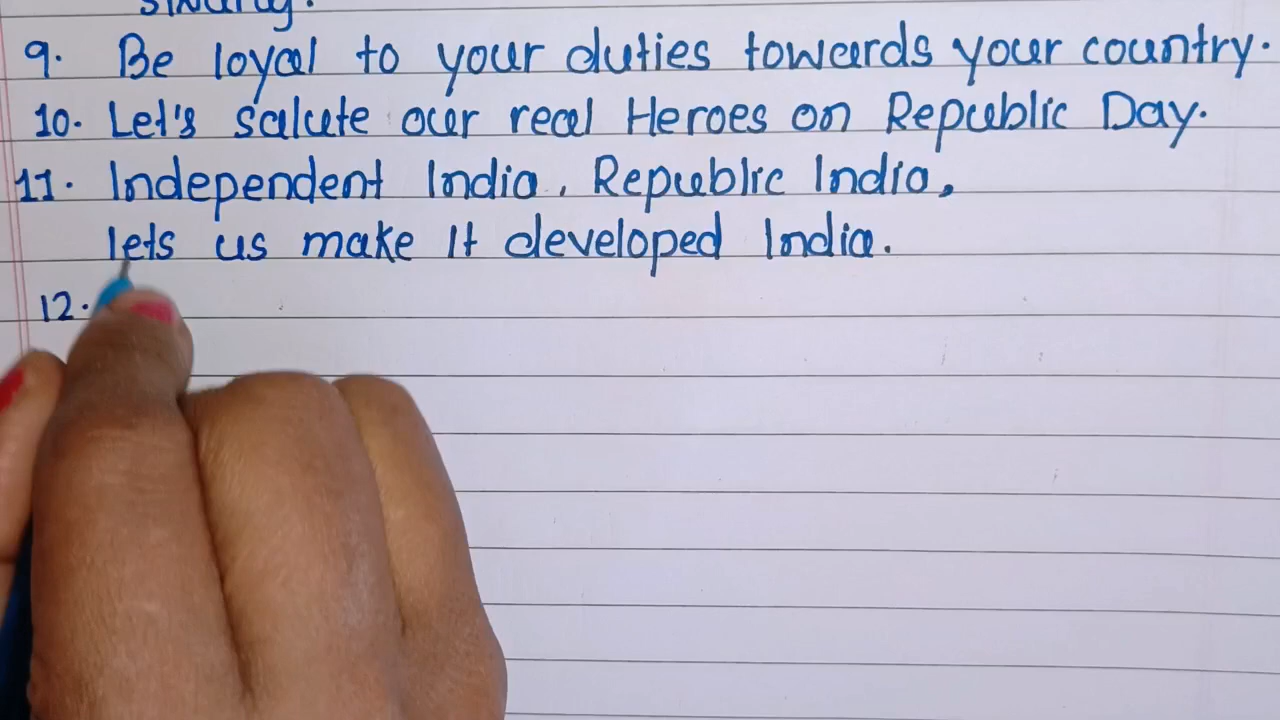 9. Be loyal to your duties towards your country.
10. Let's salute our real Heroes on Republic Day.
11. Independent India, Republic India,
lets us make it developed India.
12.